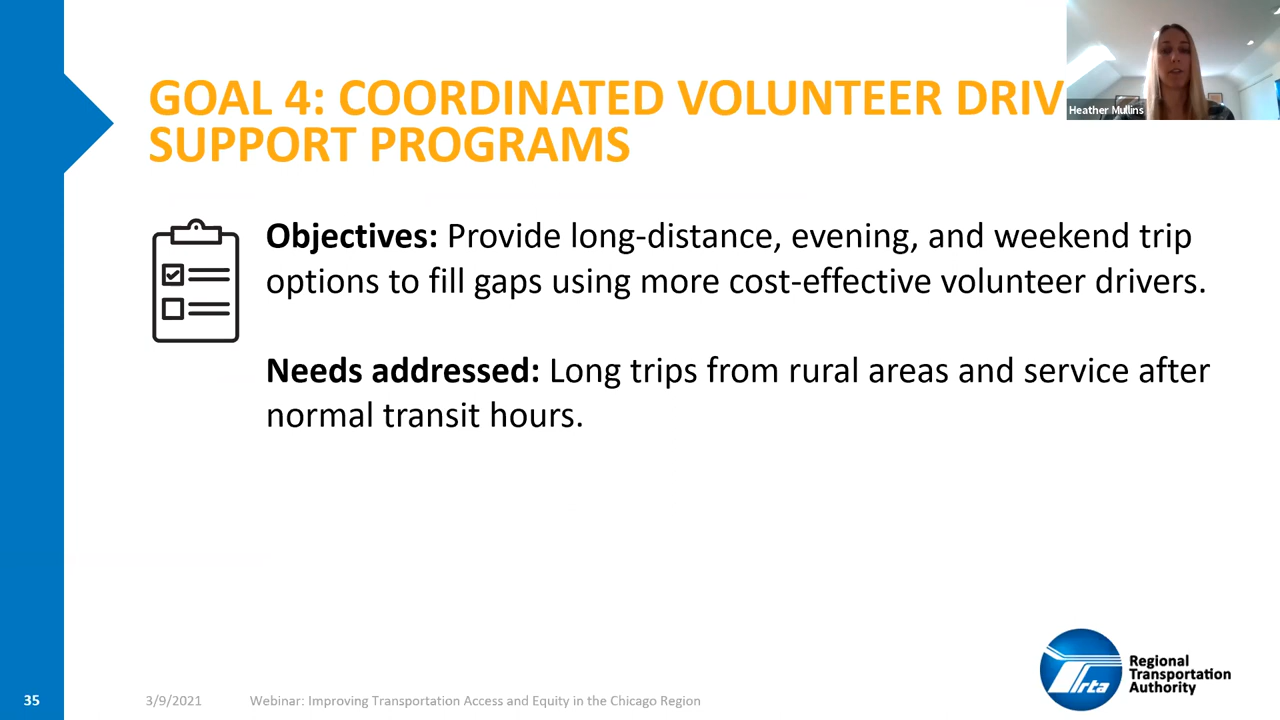 GOAL 4: COORDINATED VOLUNTEER DRIV
SUPPORT PROGRAMS
Heather Mullins
Objectives: Provide long-distance, evening, and weekend trip
options to fill gaps using more cost-effective volunteer drivers.
Needs addressed: Long trips from rural areas and service after
normal transit hours.
rta
Regional
Transportation
Authority
35
3/9/2021
Webinar: Improving Transportation Access and Equity in the Chicago Region